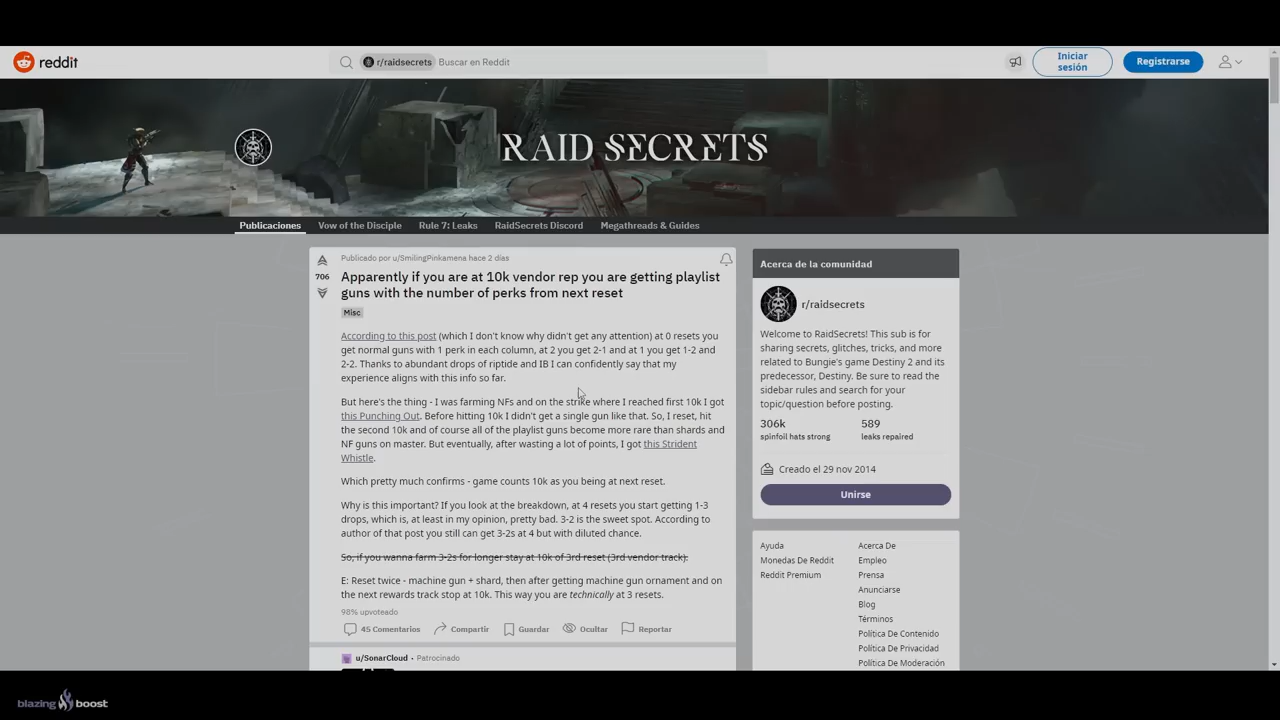 reddit
r/raidsecrets
Buscar en Reddit
Iniciar
sesión
Registrarse
RAID SECRETS
Publicaciones
Vow of the Disciple
Rule 7: Leaks
RaidSecrets Discord
Megathreads & Guides
706
Publicado por u/SmilingPinkamena hace 2 días
Apparently if you are at 10k vendor rep you are getting playlist
guns with the number of perks from next reset
Misc
According to this post (which I don't know why didn't get any attention) at 0 resets you
get normal guns with 1 perk in each column, at 2 you get 2-1 and at 1 you get 1-2 and
2-2. Thanks to abundant drops of riptide and IB I can confidently say that my
experience aligns with this info so far.
But here's the thing - I was farming NFs and on the strike where I reached first 10k I got
this Punching Out. Before hitting 10k I didn't get a single gun like that. So, I reset, hit
the second 10k and of course all of the playlist guns become more rare than shards and
NF guns on master. But eventually, after wasting a lot of points, I got this Strident
Whistle.
Which pretty much confirms - game counts 10k as you being at next reset.
Why is this important? If you look at the breakdown, at 4 resets you start getting 1-3
drops, which is, at least in my opinion, pretty bad. 3-2 is the sweet spot. According to
author of that post you still can get 3-2s at 4 but with diluted chance.
So, if you wanna farm 3-2s for longer stay at 10k of 3rd reset (3rd vendor track).
E: Reset twice - machine gun + shard, then after getting machine gun ornament and on
the next rewards track stop at 10k. This way you are technically at 3 resets.
98% upvoteado
45 Comentarios
Compartir
Guardar
Ocultar
Reportar
u/SonarCloud • Patrocinado
Acerca de la comunidad
r/raidsecrets
Welcome to RaidSecrets! This sub is for
sharing secrets, glitches, tricks, and more
related to Bungie's game Destiny 2 and its
predecessor, Destiny. Be sure to read the
sidebar rules and search for your
topic/question before posting.
306k
589
spinfoil hats strong
leaks repaired
Creado el 29 nov 2014
Unirse
Ayuda
Monedas De Reddit
Reddit Premium
Acerca De
Empleo
Prensa
Anunciarse
Blog
Términos
Política De Contenido
Política De Privacidad
Política De Moderación
blazing boost